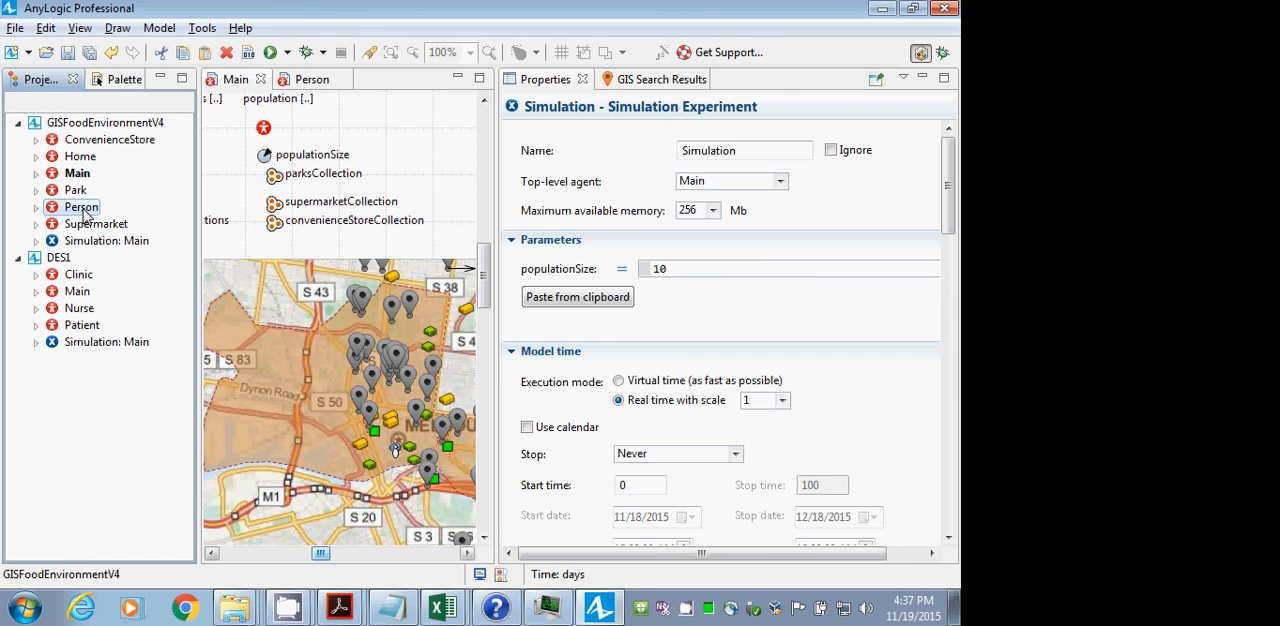 AnyLogic Professional
File Edit View Draw Model Tools Help
100% Get Support...
Proje... Palette
GISFoodEnvironmentV4
ConvenienceStore
Home
Main
Park
Person
Supermarket
Simulation: Main
DES1
Clinic
Main
Nurse
Patient
Simulation: Main
Main Person
s [..] population [..]
populationSize
parksCollection
supermarketCollection
tions convenienceStoreCollection
S 43 S 38
S 4
5 S 83
Dynon Road S 50
M1
S 20
S 3
Properties GIS Search Results
Simulation - Simulation Experiment
Name: Simulation Ignore
Top-level agent: Main
Maximum available memory: 256 Mb
Parameters
populationSize: = 10
Paste from clipboard
Model time
Execution mode: Virtual time (as fast as possible)
Real time with scale 1
Use calendar
Stop: Never
Start time: 0 Stop time: 100
Start date: 11/18/2015 Stop date: 12/18/2015
GISFoodEnvironmentV4 Time: days
4:37 PM
11/19/2015